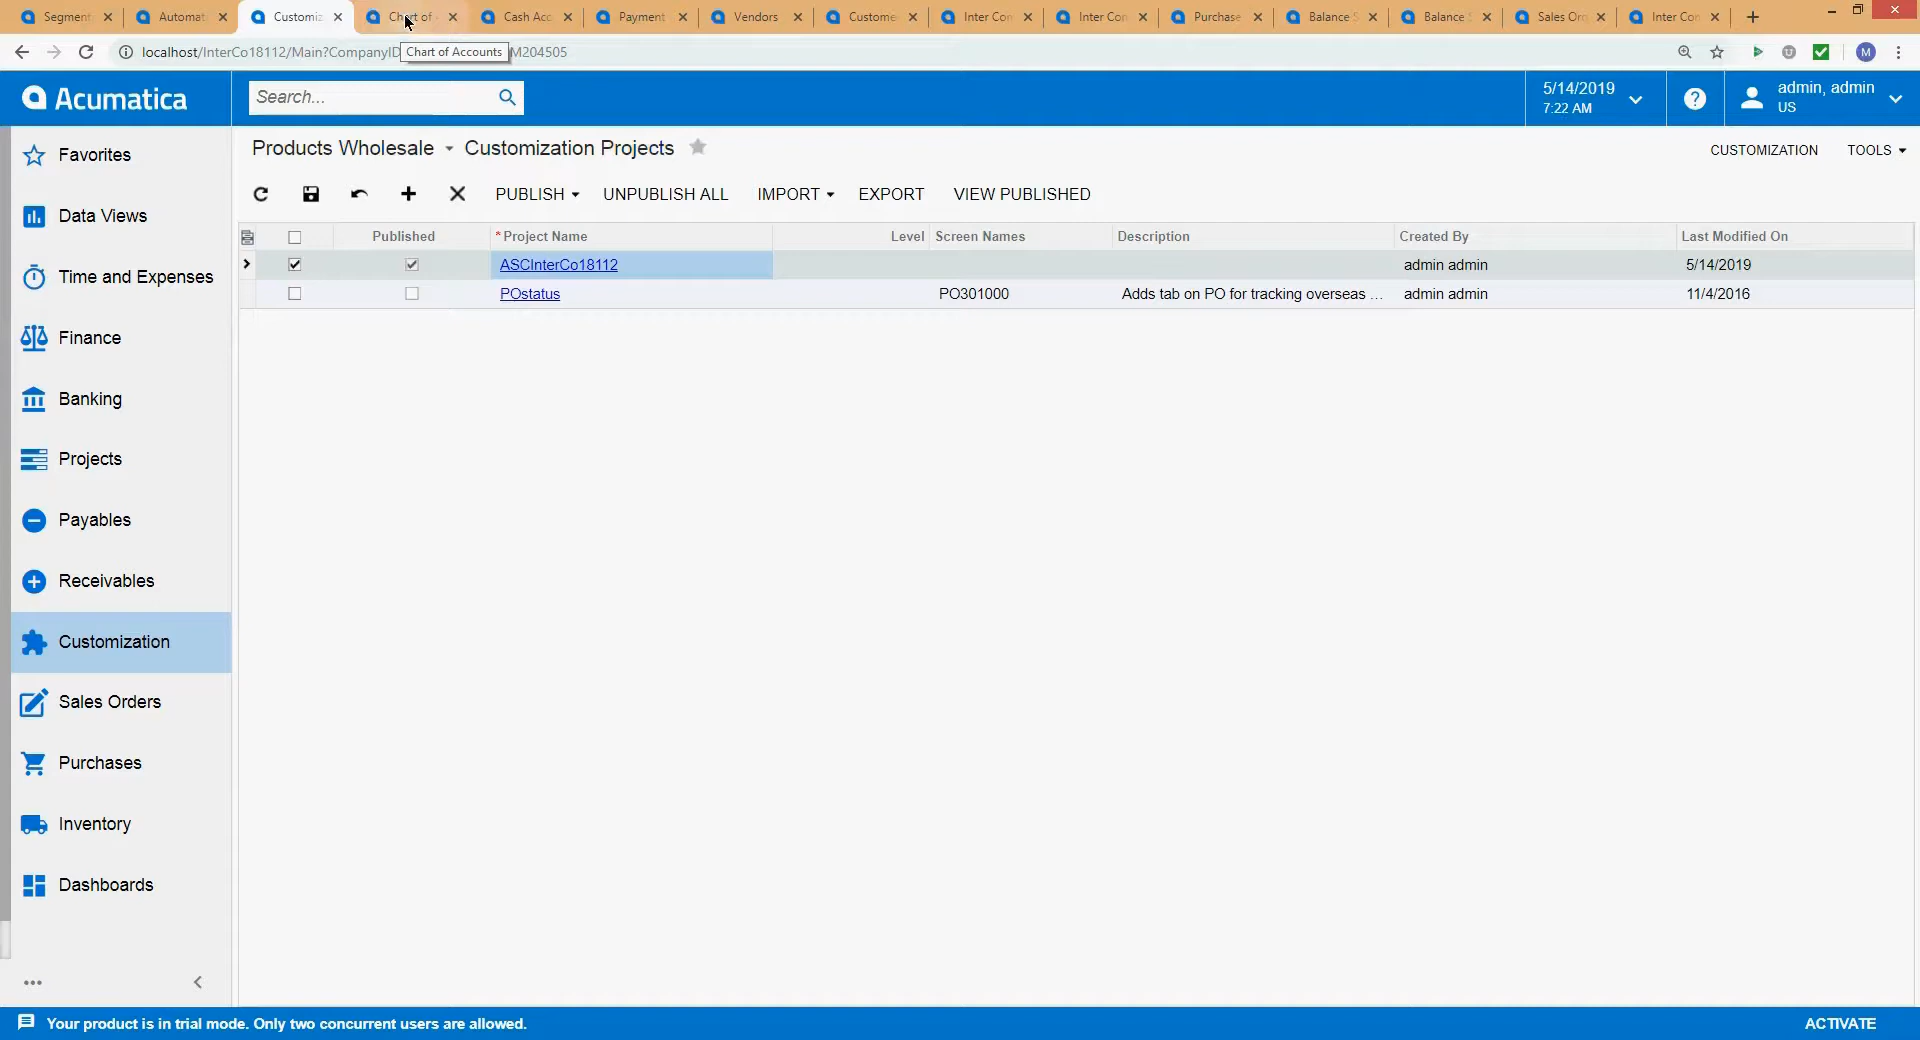 Segment
Automat
Customiz
Chart of
Cash Acc
Payment
Vendors
Custome
Inter Con
Inter Con
Purchase
Balance S
Balance S
Sales Ord
Inter Con
localhost/InterCo18112/Main?CompanyID
M204505
Chart of Accounts
M
Acumatica
Search...
5/14/2019
7:22 AM
?
admin, admin
US
Favorites
Data Views
Time and Expenses
Finance
Banking
Projects
Payables
Receivables
Customization
Sales Orders
Purchases
Inventory
Dashboards
Products Wholesale
Customization Projects
CUSTOMIZATION
TOOLS
PUBLISH
UNPUBLISH ALL
IMPORT
EXPORT
VIEW PUBLISHED
Published
* Project Name
Level
Screen Names
Description
Created By
Last Modified On
ASCInterCo18112
admin admin
5/14/2019
POstatus
PO301000
Adds tab on PO for tracking overseas ...
admin admin
11/4/2016
Your product is in trial mode. Only two concurrent users are allowed.
ACTIVATE